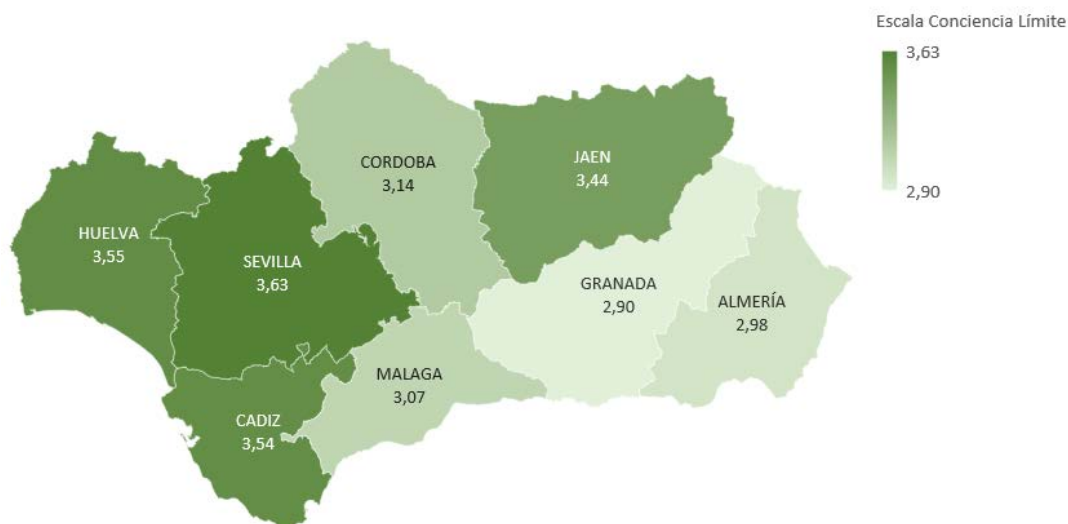 Escala Conciencia Límite
3,63
2,90
CORDOBA
3,14
JAEN
3,44
HUELVA
3,55
SEVILLA
3,63
GRANADA
2,90
ALMERÍA
2,98
MALAGA
3,07
CADIZ
3,54